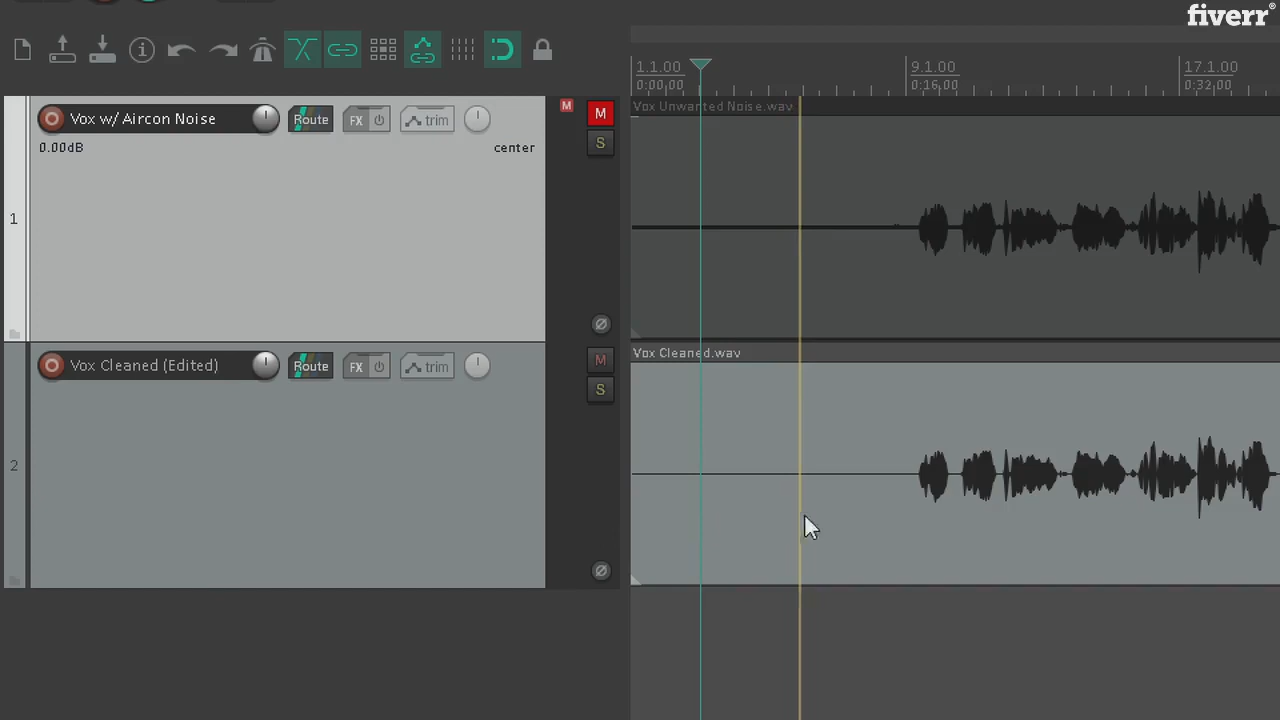 fiverr®
1.1.00
0:00.00
9.1.00
0:16.00
17.1.00
0:32.00
M
Vox w/ Aircon Noise
Route
FX
trim
M
S
0.00dB
center
1
Vox Unwanted Noise.wav
Vox Cleaned.wav
Vox Cleaned (Edited)
Route
FX
trim
M
S
2